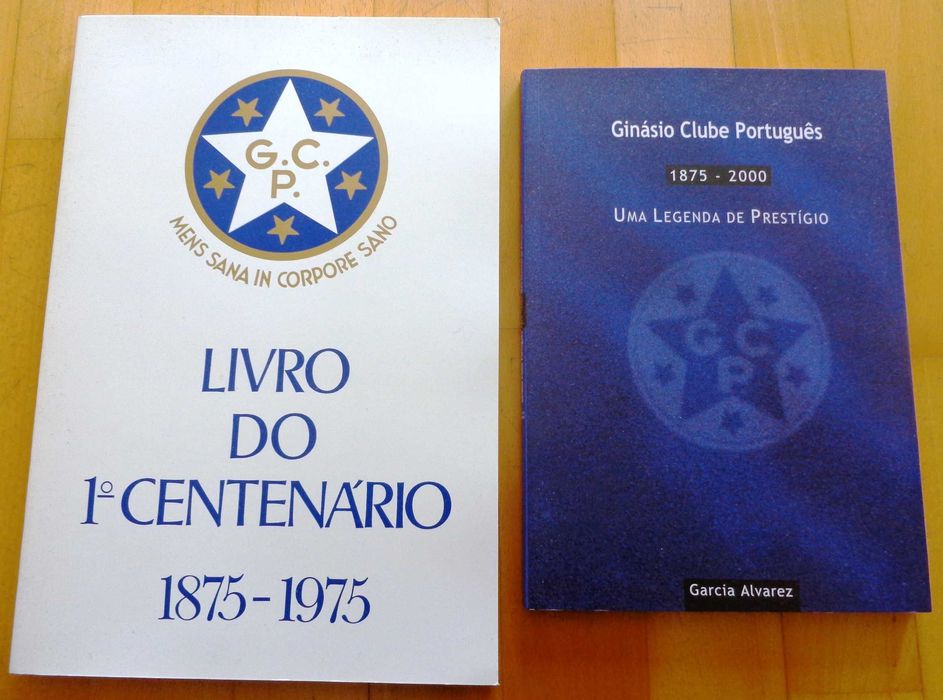 G.C.
P.
MENS SANA IN CORPORE SANO
LIVRO
DO
1º CENTENÁRIO
1875-1975
Ginásio Clube Português
1875 - 2000
UMA LEGENDA DE PRESTÍGIO
G C
P
Garcia Alvarez